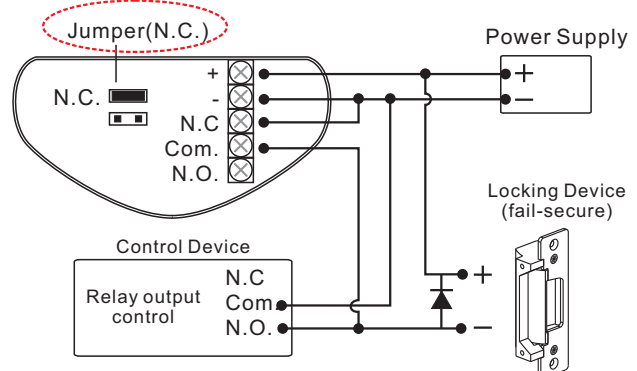 Jumper(N.C.)
N.C.
+
-
N.C
Com.
N.O.
Power Supply
+
−
Locking Device
(fail-secure)
+
−
Control Device
Relay output
control
N.C
Com.
N.O.